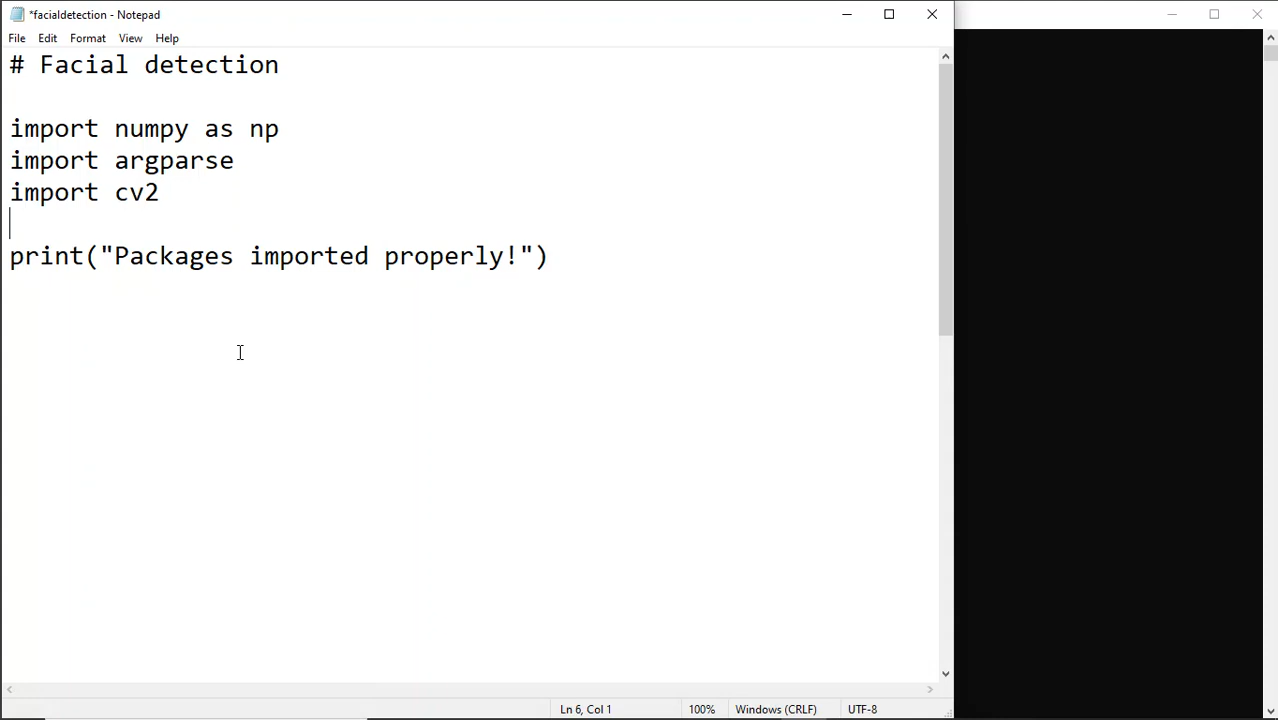 *facialdetection - Notepad
File Edit Format View Help
# Facial detection
import numpy as np
import argparse
import cv2
print("Packages imported properly!")
Ln 6, Col 1 100% Windows (CRLF) UTF-8